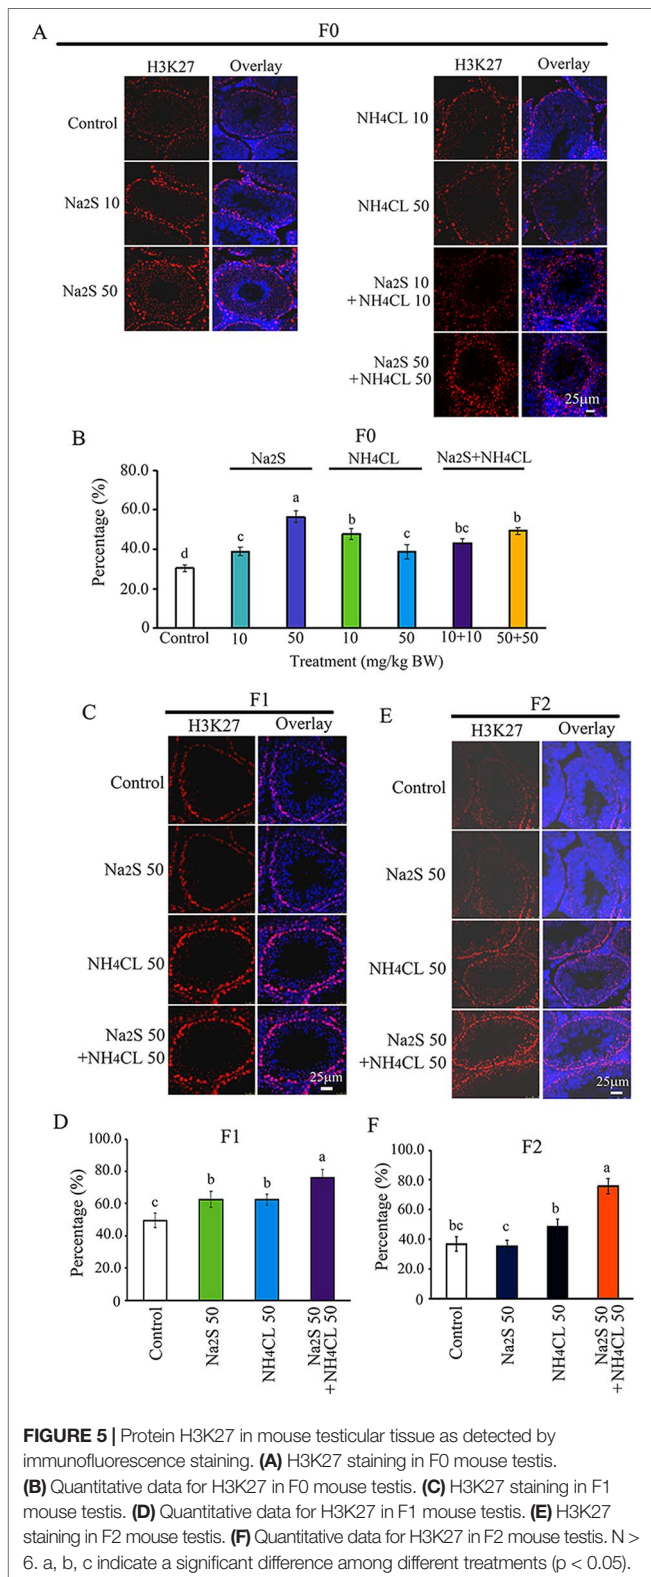 A
F0
H3K27 Overlay
Control
Na2S 10
Na2S 50
H3K27 Overlay
NH4CL 10
NH4CL 50
Na2S 10
+NH4CL 10
Na2S 50
+NH4CL 50
25μm
B
F0
Na2S NH4CL Na2S+NH4CL
Percentage (%)
80.0
60.0
40.0
20.0
0
d c a b c bc b
Control 10 50 10 50 10+10 50+50
Treatment (mg/kg BW)
C
F1
H3K27 Overlay
Control
Na2S 50
NH4CL 50
Na2S 50
+NH4CL 50
25μm
E
F2
H3K27 Overlay
Control
Na2S 50
NH4CL 50
Na2S 50
+NH4CL 50
25μm
D
F1
Percentage (%)
100.0
80.0
60.0
40.0
0.0
c b b a
Control
Na2S 50
NH4CL 50
Na2S 50
+NH4CL 50
F
F2
Percentage (%)
100.0
80.0
60.0
40.0
20.0
0.0
bc c b a
Control
Na2S 50
NH4CL 50
Na2S 50
+NH4CL 50
FIGURE 5 | Protein H3K27 in mouse testicular tissue as detected by
immunofluorescence staining. (A) H3K27 staining in F0 mouse testis.
(B) Quantitative data for H3K27 in F0 mouse testis. (C) H3K27 staining in F1
mouse testis. (D) Quantitative data for H3K27 in F1 mouse testis. (E) H3K27
staining in F2 mouse testis. (F) Quantitative data for H3K27 in F2 mouse testis. N >
6. a, b, c indicate a significant difference among different treatments (p < 0.05).